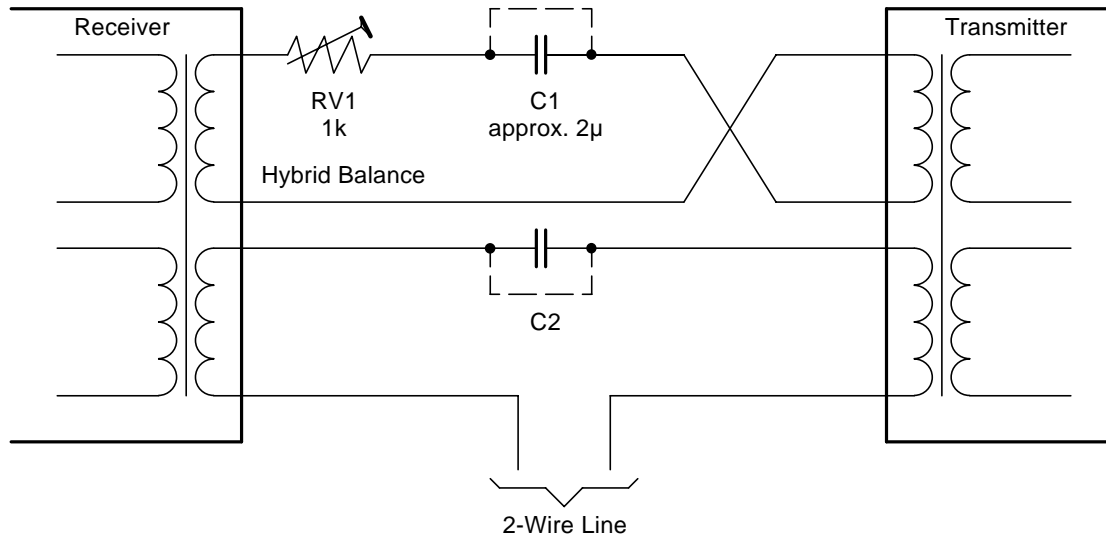 Receiver
Transmitter
RV1
1k
C1
approx. 2µ
Hybrid Balance
C2
2-Wire Line